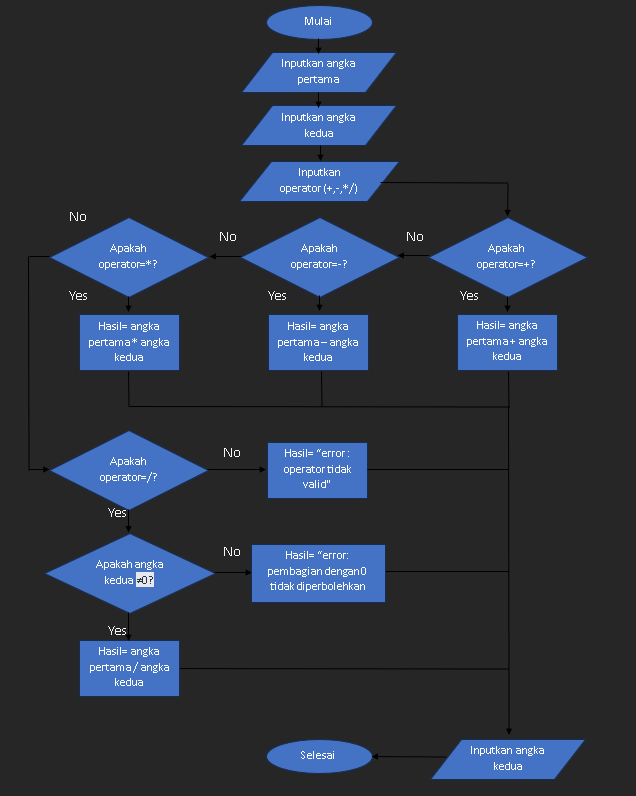 Mulai
Inputkan angka
pertama
Inputkan angka
kedua
Inputkan
operator (+,-,*/)
No
Apakah
operator=*?
No
Apakah
operator=-?
No
Apakah
operator=+?
Yes
Yes
Yes
Hasil= angka
pertama * angka
kedua
Hasil= angka
pertama – angka
kedua
Hasil= angka
pertama + angka
kedua
Apakah
operator=/?
No
Hasil= “error :
operator tidak
valid"
Yes
Apakah angka
kedua ≠0?
No
Hasil= “error:
pembagian dengan 0
tidak diperbolehkan
Yes
Hasil= angka
pertama / angka
kedua
Selesai
Inputkan angka
kedua